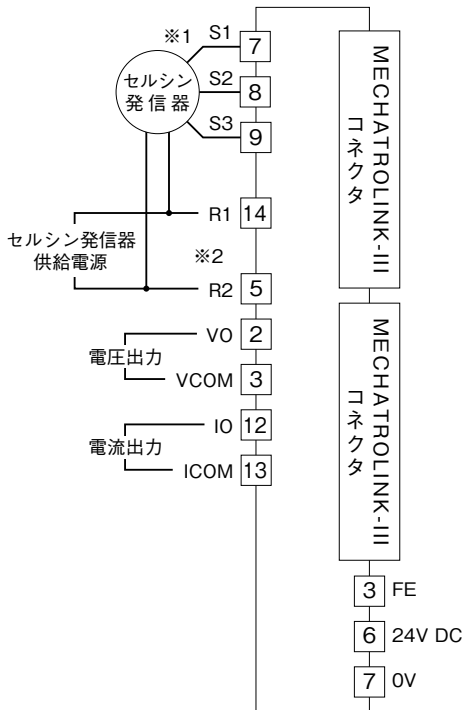 ※1
S1
7
セルシン
発信器
S2
8
S3
9
R1
14
セルシン発信器
供給電源
※2
R2
5
VO
2
電圧出力
VCOM
3
IO
12
電流出力
ICOM
13
MECHATROLINK-III
コネクタ
MECHATROLINK-III
コネクタ
3
FE
6
24V DC
7
0V